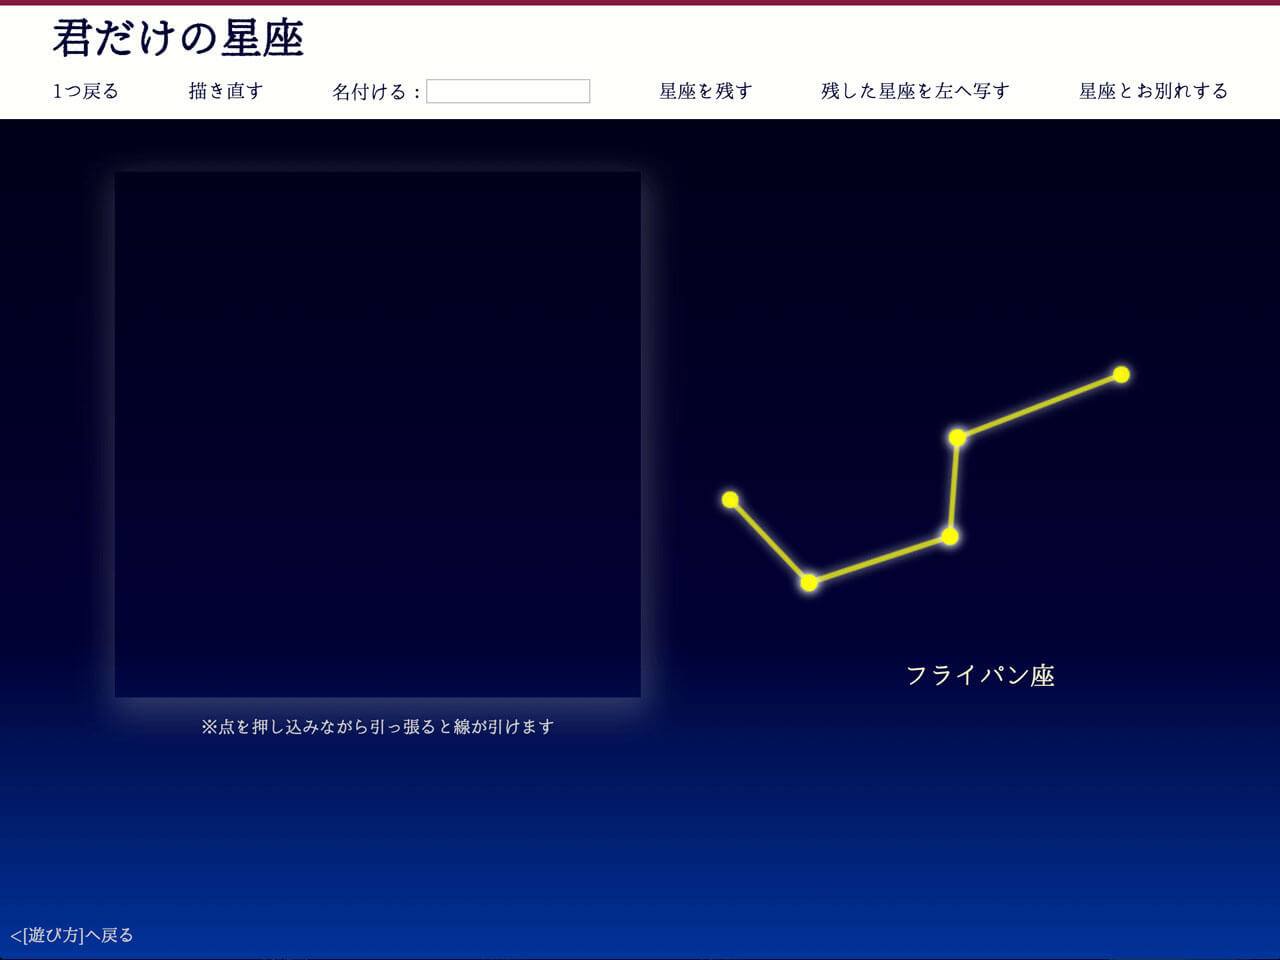 君だけの星座
1つ戻る 描き直す 名付ける： 星座を残す 残した星座を左へ写す 星座とお別れする
フライパン座
※点を押し込みながら引っ張ると線が引けます
<[遊び方]へ戻る